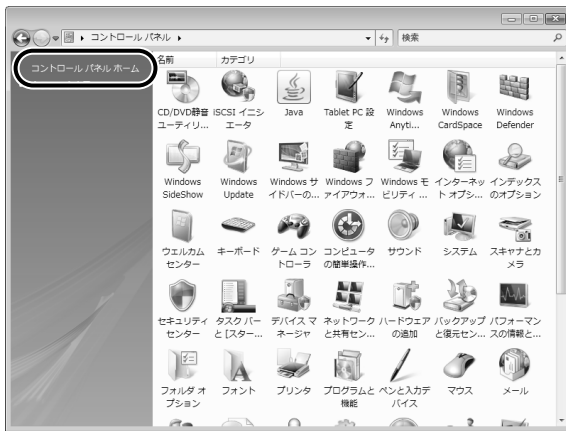 コントロール パネル
検索
コントロール パネル ホーム
名前 カテゴリ
CD/DVD静音
ユーティリ...
iSCSI イニシ
エータ
Java
Tablet PC 設
定
Windows
Anyti...
Windows
CardSpace
Windows
Defender
Windows
SideShow
Windows
Update
Windows サ
イドバーの...
Windows フ
ァイアウォ...
Windows モ
ビリティ ...
インターネッ
ト オプシ...
インデックス
のオプション
ウェルカム
センター
キーボード
ゲーム コン
トローラ
コンピュータ
の簡単操作...
サウンド
システム
スキャナとカ
メラ
セキュリティ
センター
タスク バー
と [スター...
デバイス マ
ネージャ
ネットワーク
と共有セン...
ハードウェア
の追加
バックアップ
と復元セン...
パフォーマン
スの情報と...
フォルダ オ
プション
フォント
プリンタ
プログラムと
機能
ペンと入力デ
バイス
マウス
メール